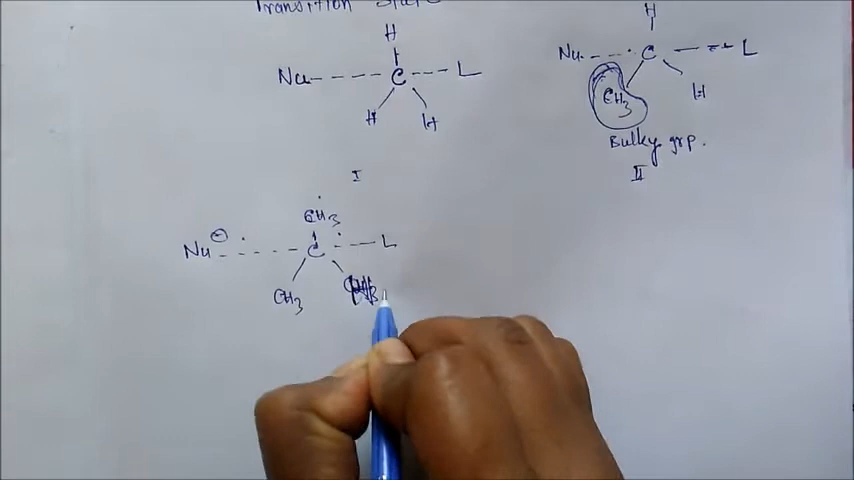 Transition State
H
Nu------C---L
H H
I
H
Nu---C---L
CH3 H
Bulky grp.
II
CH3
Nu⊖------C---L
CH3